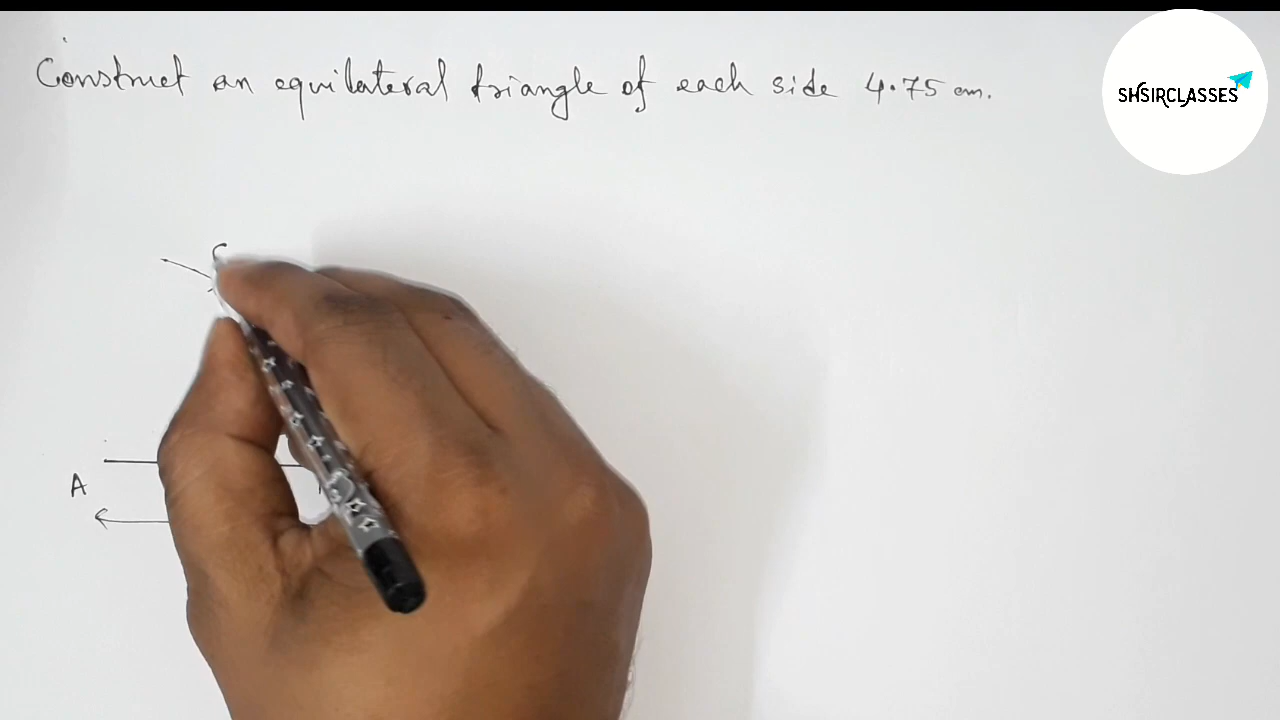 Construct an equilateral triangle of each side 4.75 cm.
SHSIRCLASSES
C
A